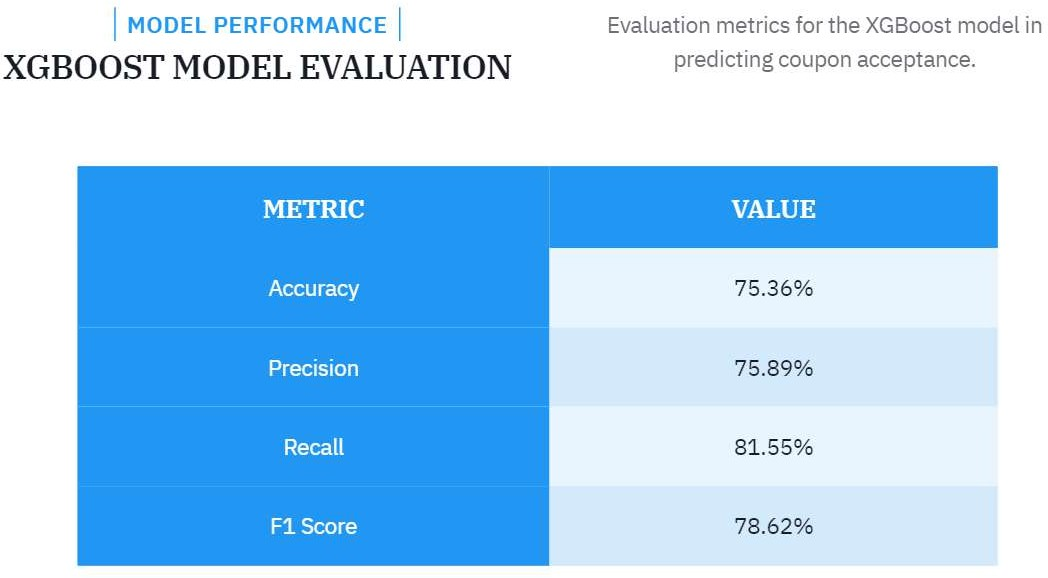 MODEL PERFORMANCE
XGBOOST MODEL EVALUATION
Evaluation metrics for the XGBoost model in
predicting coupon acceptance.
METRIC VALUE
Accuracy 75.36%
Precision 75.89%
Recall 81.55%
F1 Score 78.62%